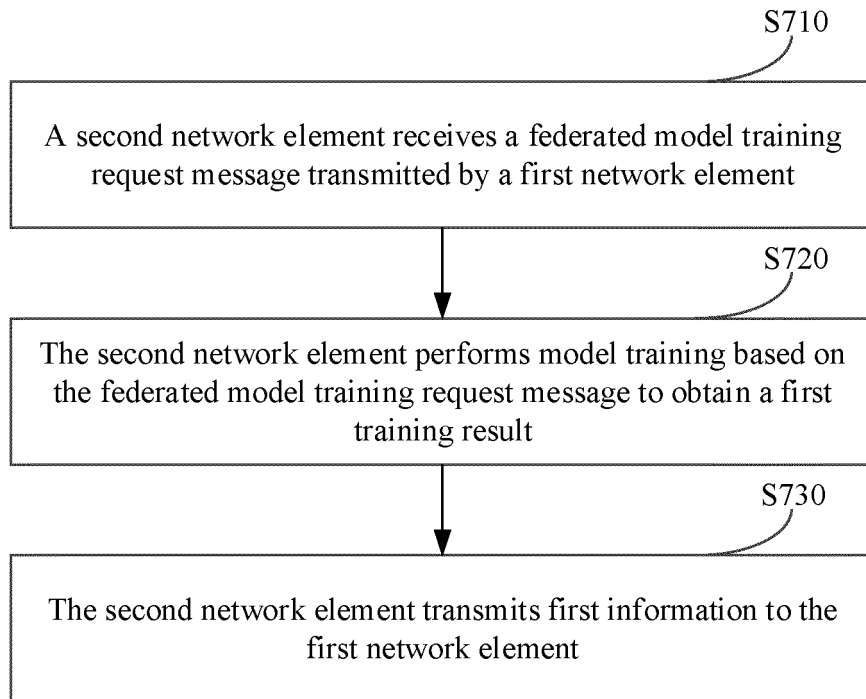 S710
A second network element receives a federated model training
request message transmitted by a first network element
S720
The second network element performs model training based on
the federated model training request message to obtain a first
training result
S730
The second network element transmits first information to the
first network element